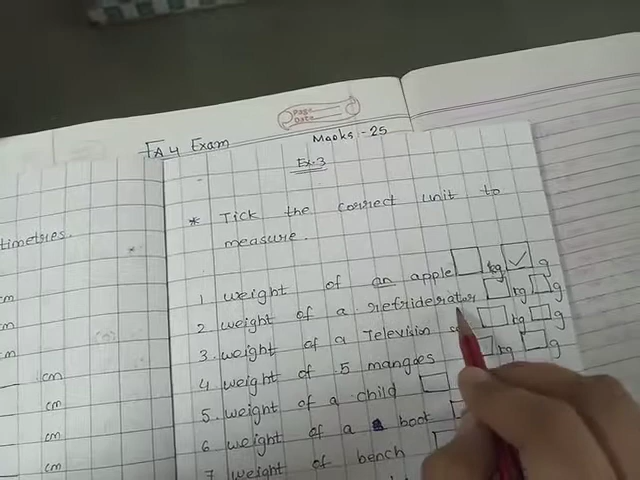 Page
Date
FA 4 Exam
Marks - 25
Ex-3
* Tick the correct unit to
measure.
1 weight of an apple kg ✓ g
2 weight of a refriderator kg g
3. weight of a Television kg g
4 weight of 5 mangoes kg g
5. weight of a child
6 weight of a boot
7 weight of bench
timetres.
cm
cm
cm
cm
cm
cm
cm